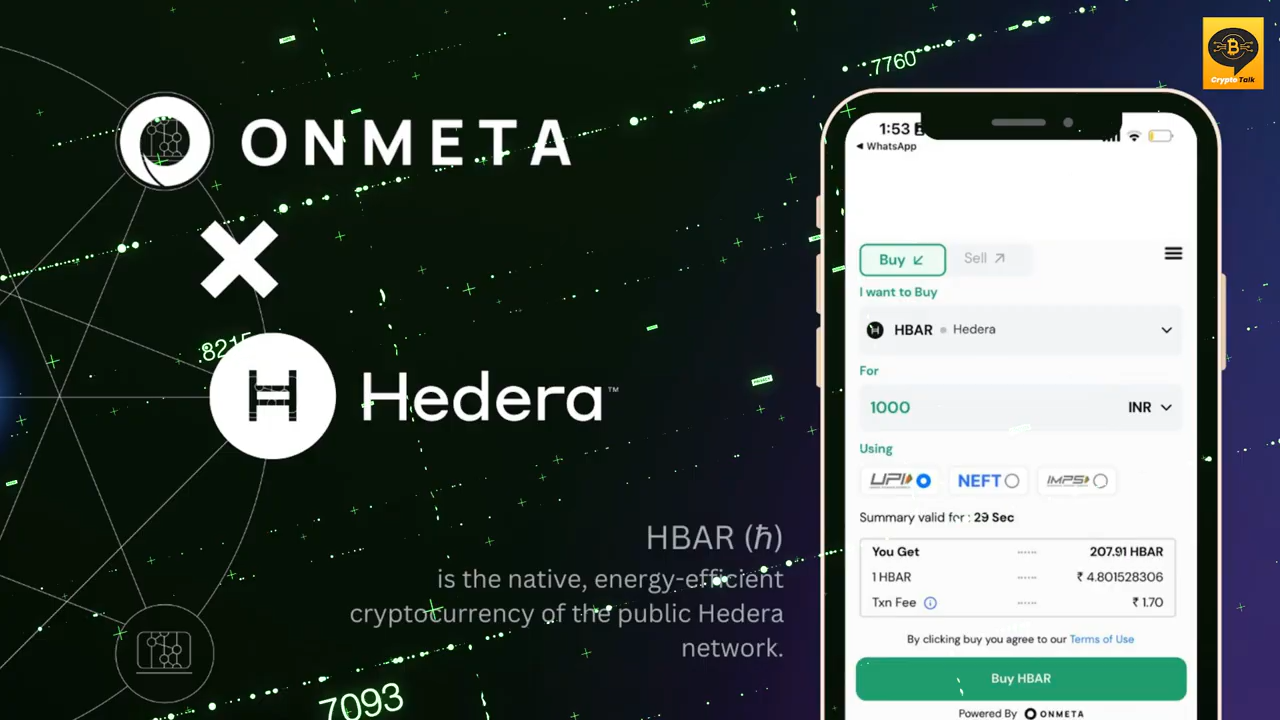 .7760
Crypto Talk
ONMETA
8215
Hedera™
HBAR (ℏ)
is the native, energy-efficient
cryptocurrency of the public Hedera
network.
7093
1:53
WhatsApp
Buy
Sell
I want to Buy
HBAR Hedera
For
1000 INR
Using
UPI NEFT IMPS
Summary valid for : 29 Sec
You Get 207.91 HBAR
1 HBAR ₹ 4.801528306
Txn Fee ₹ 1.70
By clicking buy you agree to our Terms of Use
Buy HBAR
Powered By ONMETA